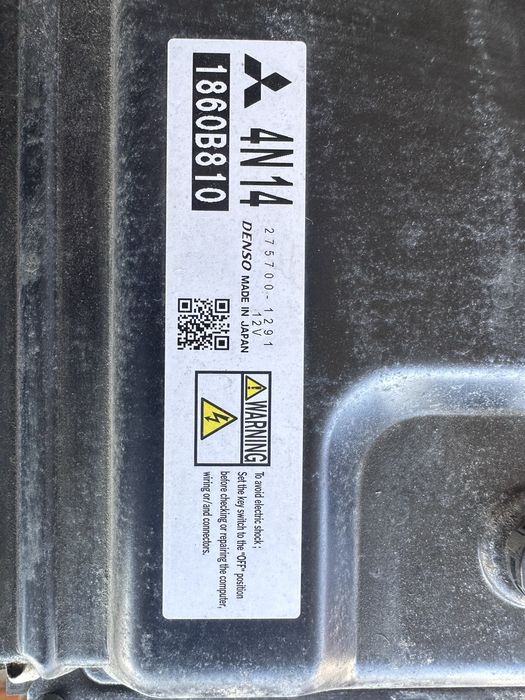 4N14
1860B810
275700-1291
12V
DENSO MADE IN JAPAN
WARNING
To avoid electric shock ;
Set the key switch to the "OFF" position
before checking or repairing the computer,
wiring or/and connectors.